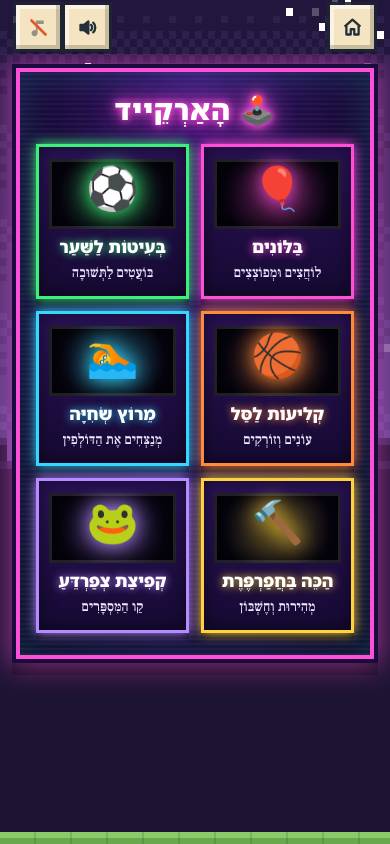 הָאַרְקֵייד
בַּלּוֹנִים
לוֹחֲצִים וּמְפוֹצְצִים
בְּעִיטוֹת לַשַּׁעַר
בּוֹעֲטִים לַתְּשׁוּבָה
קְלִיעוֹת לַסַּל
עוֹנִים וְזוֹרְקִים
מֵרוֹץ שְׂחִיָּה
מְנַצְּחִים אֶת הַדּוֹלְפִין
הַכֵּה בַּחֲפַרְפֶּרֶת
מְהִירוּת וְחֶשְׁבּוֹן
קְפִיצַת צְפַרְדֵּעַ
קַו הַמִּסְפָּרִים